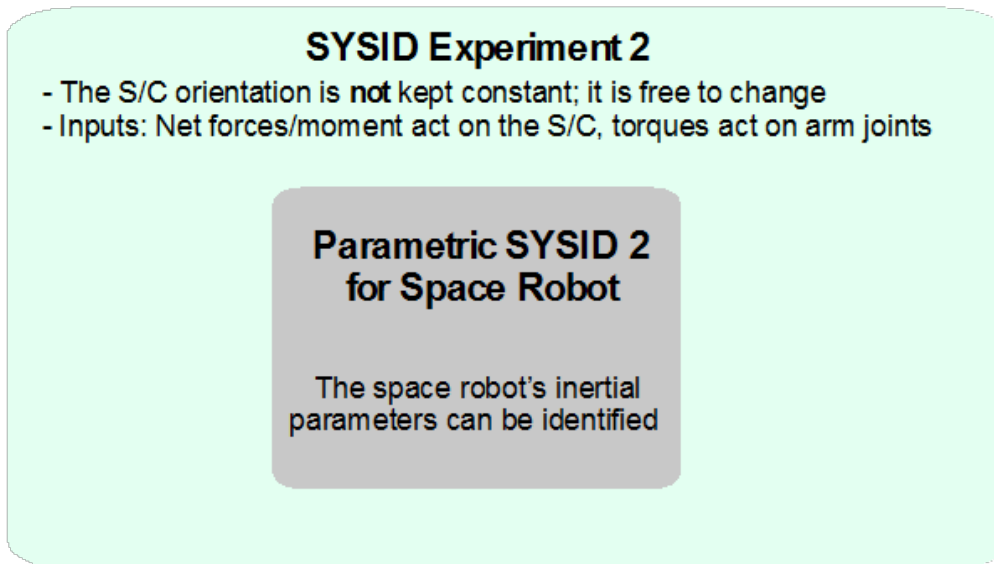 SYSID Experiment 2
- The S/C orientation is not kept constant; it is free to change
- Inputs: Net forces/moment act on the S/C, torques act on arm joints
Parametric SYSID 2
for Space Robot
The space robot’s inertial
parameters can be identified